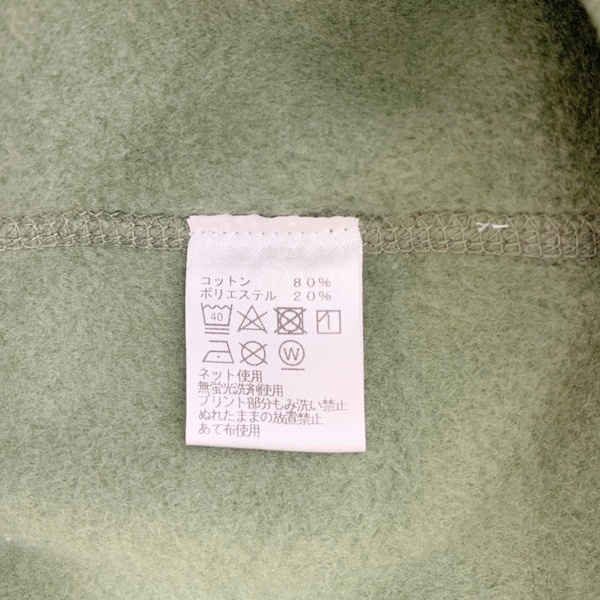 コットン 80%
ポリエステル 20%
40
W
ネット使用
無蛍光洗剤使用
プリント部分もみ洗い禁止
ぬれたままの放置禁止
あて布使用